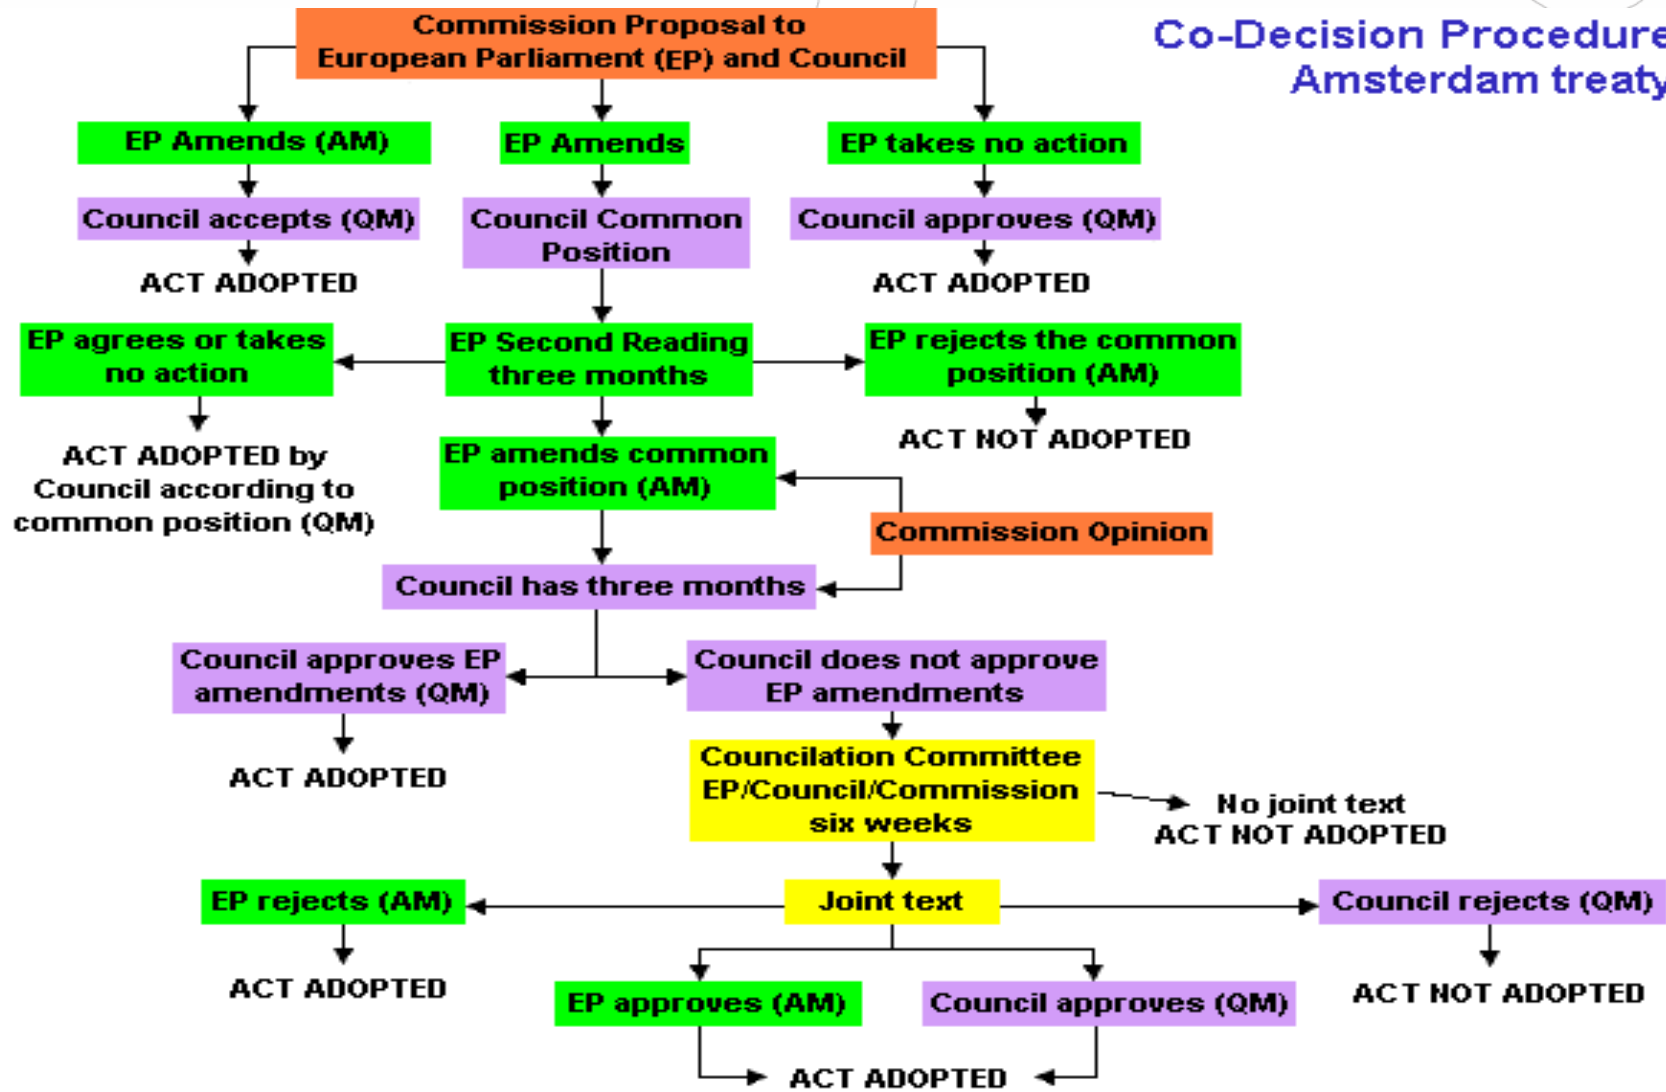 Commission Proposal to
European Parliament (EP) and Council
Co-Decision Procedure
Amsterdam treaty
EP Amends (AM)
EP Amends
EP takes no action
Council accepts (QM)
Council Common
Position
Council approves (QM)
ACT ADOPTED
ACT ADOPTED
EP agrees or takes
no action
EP Second Reading
three months
EP rejects the common
position (AM)
ACT NOT ADOPTED
ACT ADOPTED by
Council according to
common position (QM)
EP amends common
position (AM)
Commission Opinion
Council has three months
Council approves EP
amendments (QM)
Council does not approve
EP amendments
ACT ADOPTED
Councilation Committee
EP/Council/Commission
six weeks
No joint text
ACT NOT ADOPTED
EP rejects (AM)
Joint text
Council rejects (QM)
ACT ADOPTED
EP approves (AM)
Council approves (QM)
ACT NOT ADOPTED
ACT ADOPTED